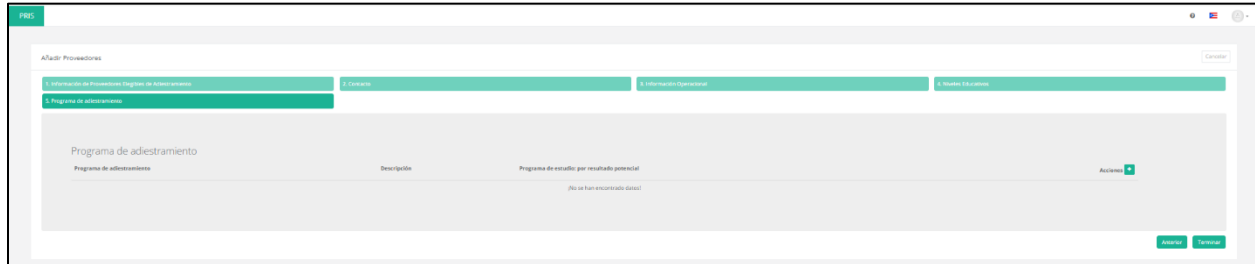 PRIS
Añadir Proveedores
Cancelar
1. Información de Proveedores Elegibles de Adiestramiento
2. Contacto
3. Información Operacional
4. Niveles Educativos
5. Programa de adiestramiento
Programa de adiestramiento
Programa de adiestramiento Descripción Programa de estudio: por resultado potencial Acciones +
¡No se han encontrado datos!
Anterior Terminar